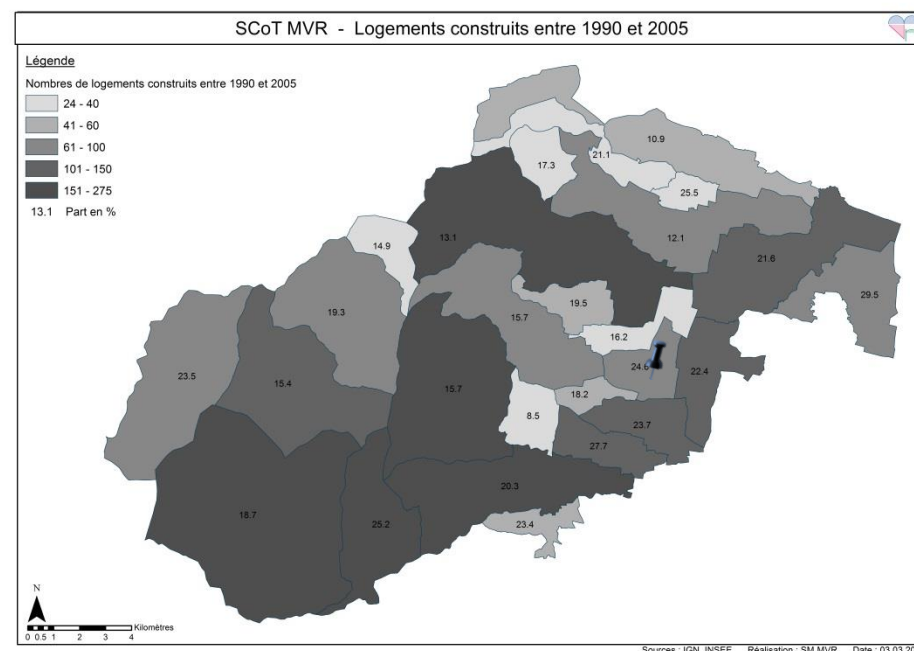 SCoT MVR - Logements construits entre 1990 et 2005
Légende
Nombres de logements construits entre 1990 et 2005
24 - 40
41 - 60
61 - 100
101 - 150
151 - 275
13.1 Part en %
10.9
21.1
17.3
25.5
12.1
13.1
14.9
21.6
29.5
19.5
19.3
15.7
16.2
24.
22.4
23.5
15.4
15.7
18.2
8.5
23.7
27.7
20.3
18.7
25.2
23.4
N
0 0.5 1 2 3 4 Kilomètres
Sources : IGN, INSEE Réalisation : SM MVR Date : 03.03.20